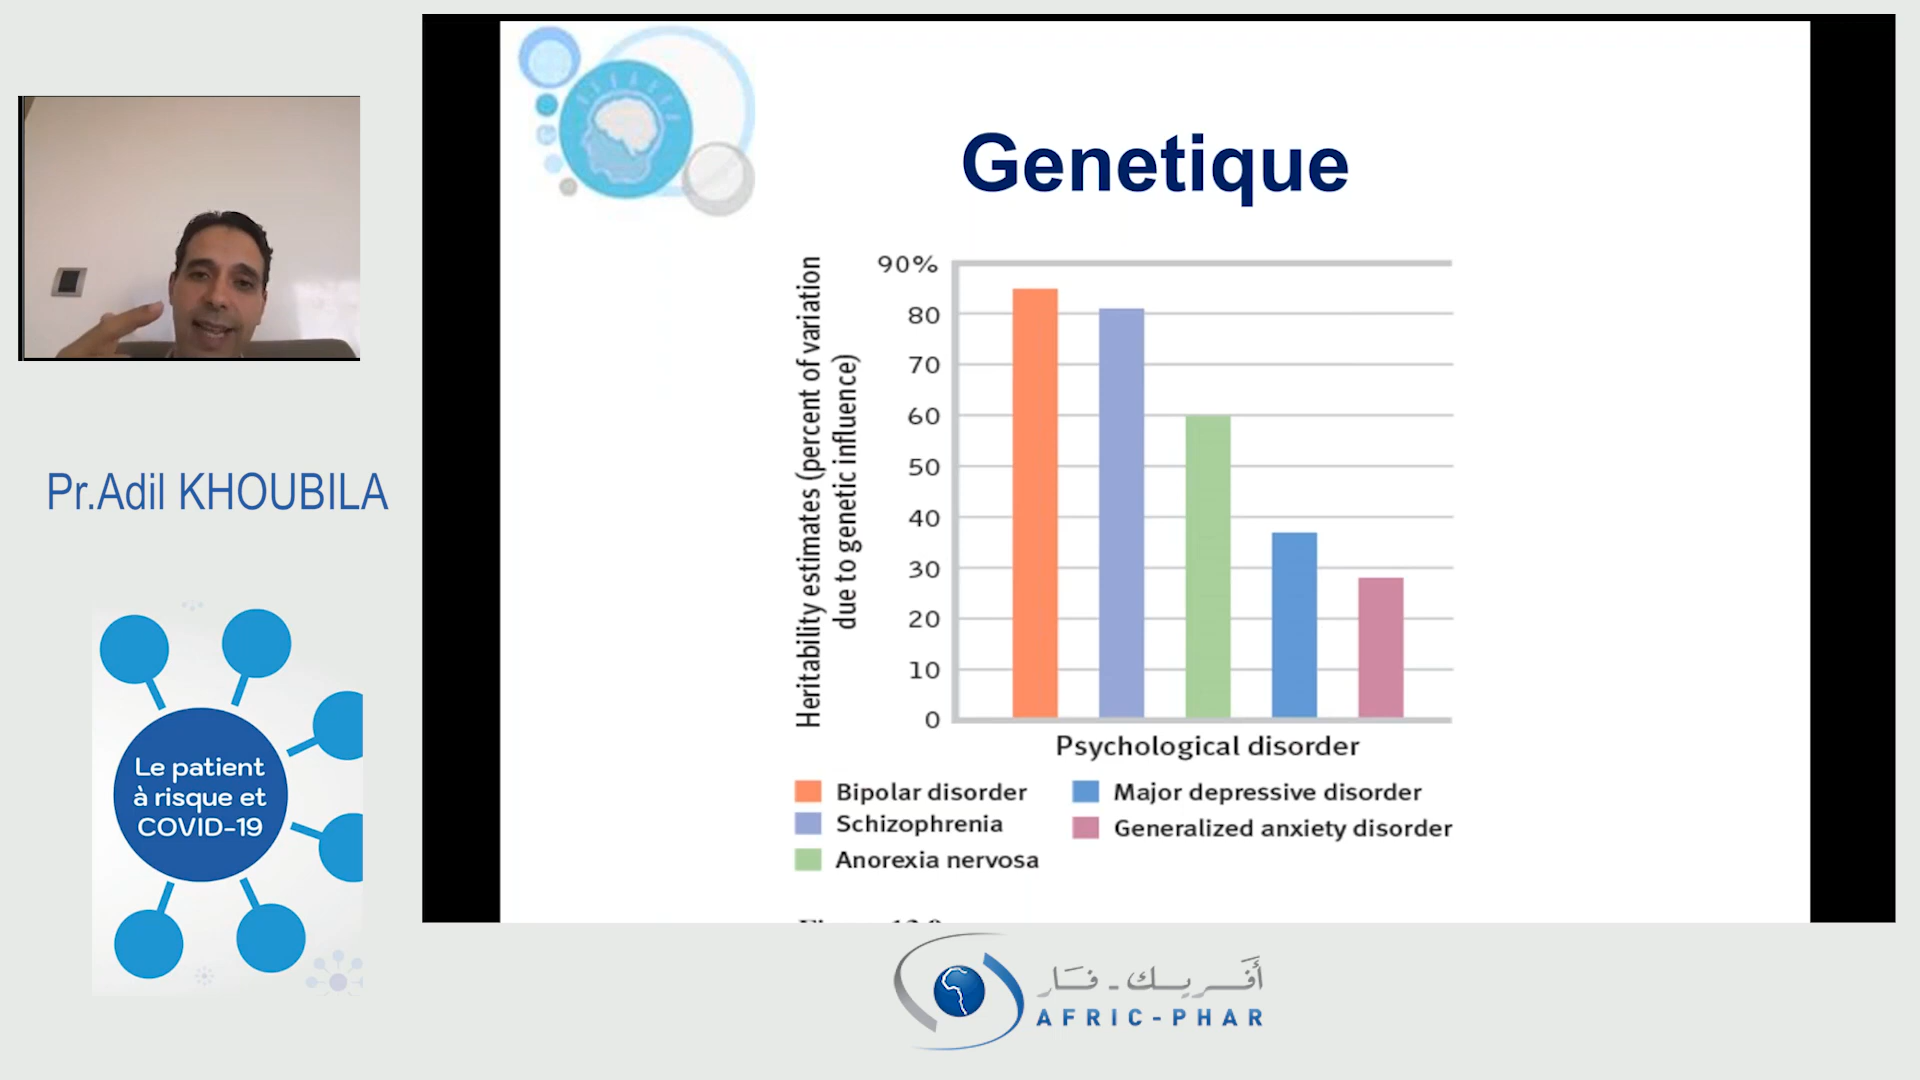 Pr.Adil KHOUBILA
Le patient
à risque et
COVID-19
Genetique
Heritability estimates (percent of variation
due to genetic influence)
90%
80
70
60
50
40
30
20
10
0
Psychological disorder
Bipolar disorder
Schizophrenia
Anorexia nervosa
Major depressive disorder
Generalized anxiety disorder
أفريك - فار
AFRIC-PHAR